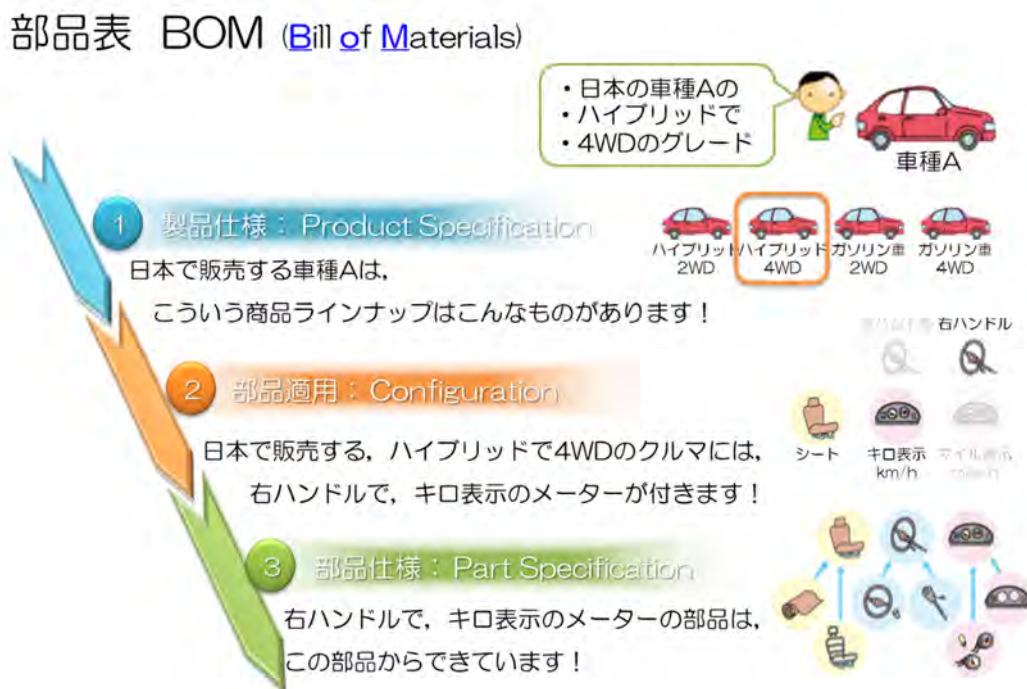 部品表 BOM (Bill of Materials)
・日本の車種Aの
・ハイブリッドで
・4WDのグレード
車種A
1 製品仕様：Product Specification
ハイブリッド ハイブリッド ガソリン車 ガソリン車
2WD 4WD 2WD 4WD
日本で販売する車種Aは，
こういう商品ラインナップはこんなものがあります！
右ハンドル
2 部品適用：Configuration
日本で販売する，ハイブリッドで4WDのクルマには，
右ハンドルで，キロ表示のメーターが付きます！
シート キロ表示 マイル表示
km/h
3 部品仕様：Part Specification
右ハンドルで，キロ表示のメーターの部品は，
この部品からできています！